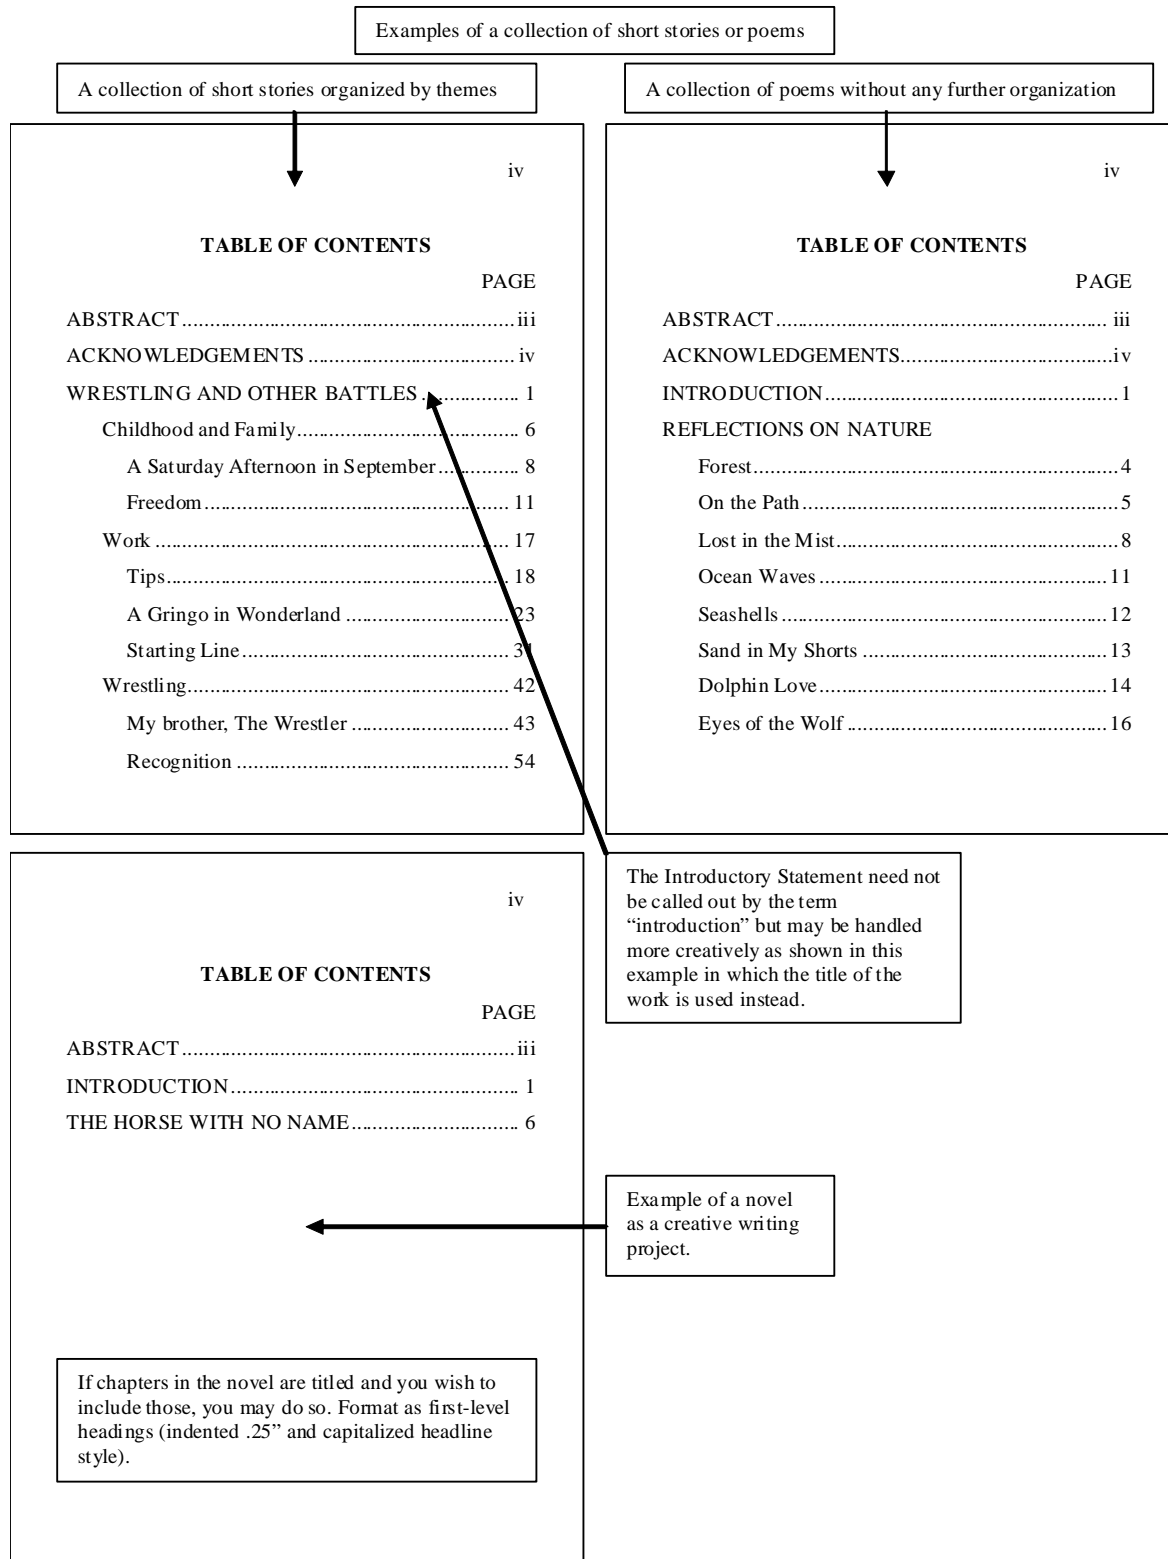 Examples of a collection of short stories or poems
A collection of short stories organized by themes
A collection of poems without any further organization
iv
TABLE OF CONTENTS
PAGE
ABSTRACT............................................................iii
ACKNOWLEDGEMENTS......................................iv
WRESTLING AND OTHER BATTLES.................. 1
Childhood and Family........................................ 6
A Saturday Afternoon in September............... 8
Freedom....................................................... 11
Work................................................................. 17
Tips.............................................................. 18
A Gringo in Wonderland.............................. 23
Starting Line................................................ 31
Wrestling........................................................... 42
My brother, The Wrestler............................. 43
Recognition.................................................. 54
iv
TABLE OF CONTENTS
PAGE
ABSTRACT............................................................ iii
ACKNOWLEDGEMENTS......................................iv
INTRODUCTION.....................................................1
REFLECTIONS ON NATURE
Forest.................................................................4
On the Path........................................................5
Lost in the Mist..................................................8
Ocean Waves....................................................11
Seashells...........................................................12
Sand in My Shorts............................................13
Dolphin Love....................................................14
Eyes of the Wolf...............................................16
iv
TABLE OF CONTENTS
PAGE
ABSTRACT............................................................iii
INTRODUCTION.................................................... 1
THE HORSE WITH NO NAME.............................. 6
The Introductory Statement need not
be called out by the term
“introduction” but may be handled
more creatively as shown in this
example in which the title of the
work is used instead.
Example of a novel
as a creative writing
project.
If chapters in the novel are titled and you wish to
include those, you may do so. Format as first-level
headings (indented .25” and capitalized headline
style).